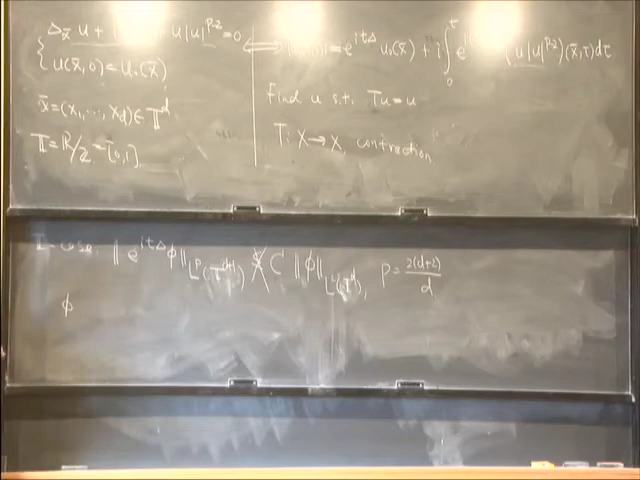 Δ_x̄ u + u|u|^{p-2} = 0
u(x̄,0) = u₀(x̄)
x̄ = (x₁,…,x_d) ∈ 𝕋^d
𝕋 = ℝ/ℤ = [0,1]
⟺ = e^{itΔ} u₀(x̄) + i ∫₀^t e^{i (u|u|^{p-2})(x̄,τ)dτ
Find u s.t. Tu = u
T: X → X, contraction
‖e^{itΔ} φ‖_{L^p(𝕋^{d+1})} ≰ C ‖φ‖_{L²(𝕋^d)}, p = 2(d+2)/d
φ